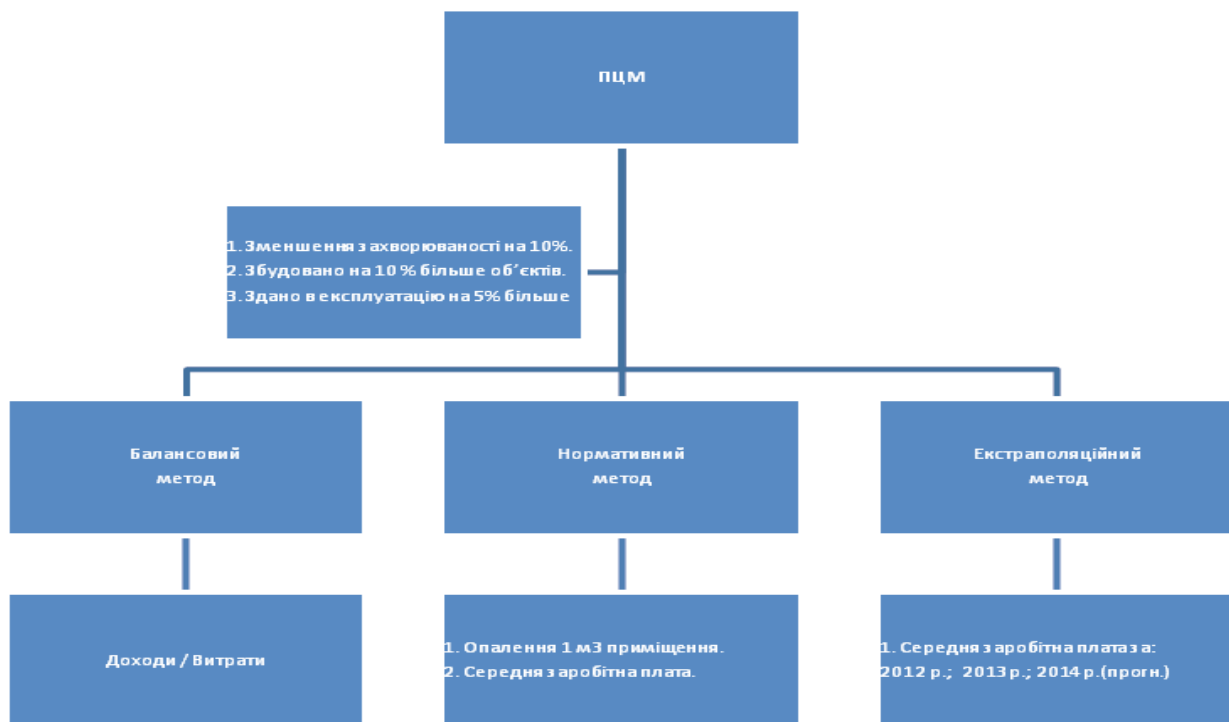 ПЦМ
1. Зменшення захворюваності на 10%.
2. Збудовано на 10 % більше об’єктів.
3. Здано в експлуатацію на 5% більше
Балансовий
метод
Нормативний
метод
Екстраполяційний
метод
Доходи / Витрати
1. Опалення 1 м3 приміщення.
2. Середня заробітна плата.
1. Середня заробітна плата за:
2012 р.; 2013 р.; 2014 р.(прогн.)